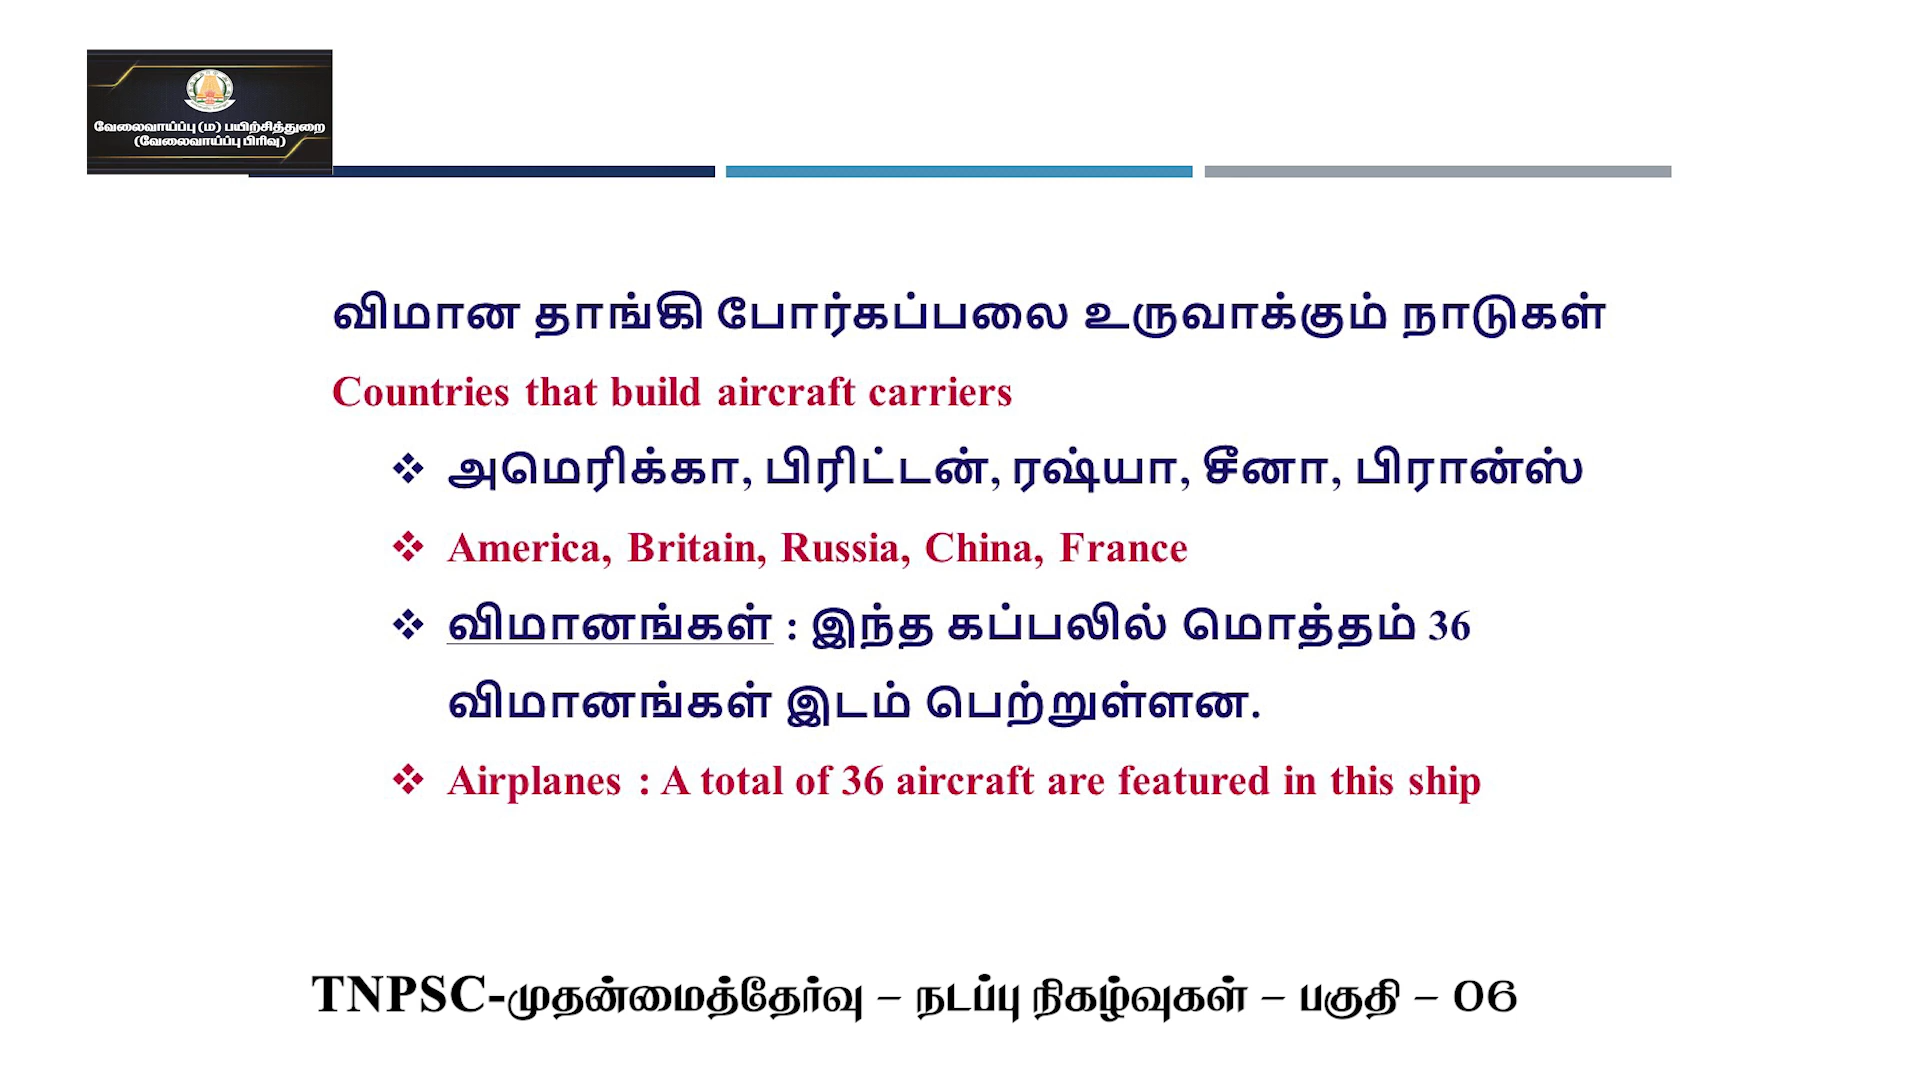 வேலைவாய்ப்பு (ம) பயிற்சித்துறை
(வேலைவாய்ப்பு பிரிவு)
விமான தாங்கி போர்கப்பலை உருவாக்கும் நாடுகள்
Countries that build aircraft carriers
❖ அமெரிக்கா, பிரிட்டன், ரஷ்யா, சீனா, பிரான்ஸ்
❖ America, Britain, Russia, China, France
❖ விமானங்கள் : இந்த கப்பலில் மொத்தம் 36
விமானங்கள் இடம் பெற்றுள்ளன.
❖ Airplanes : A total of 36 aircraft are featured in this ship
TNPSC-முதன்மைத்தேர்வு – நடப்பு நிகழ்வுகள் – பகுதி – 06